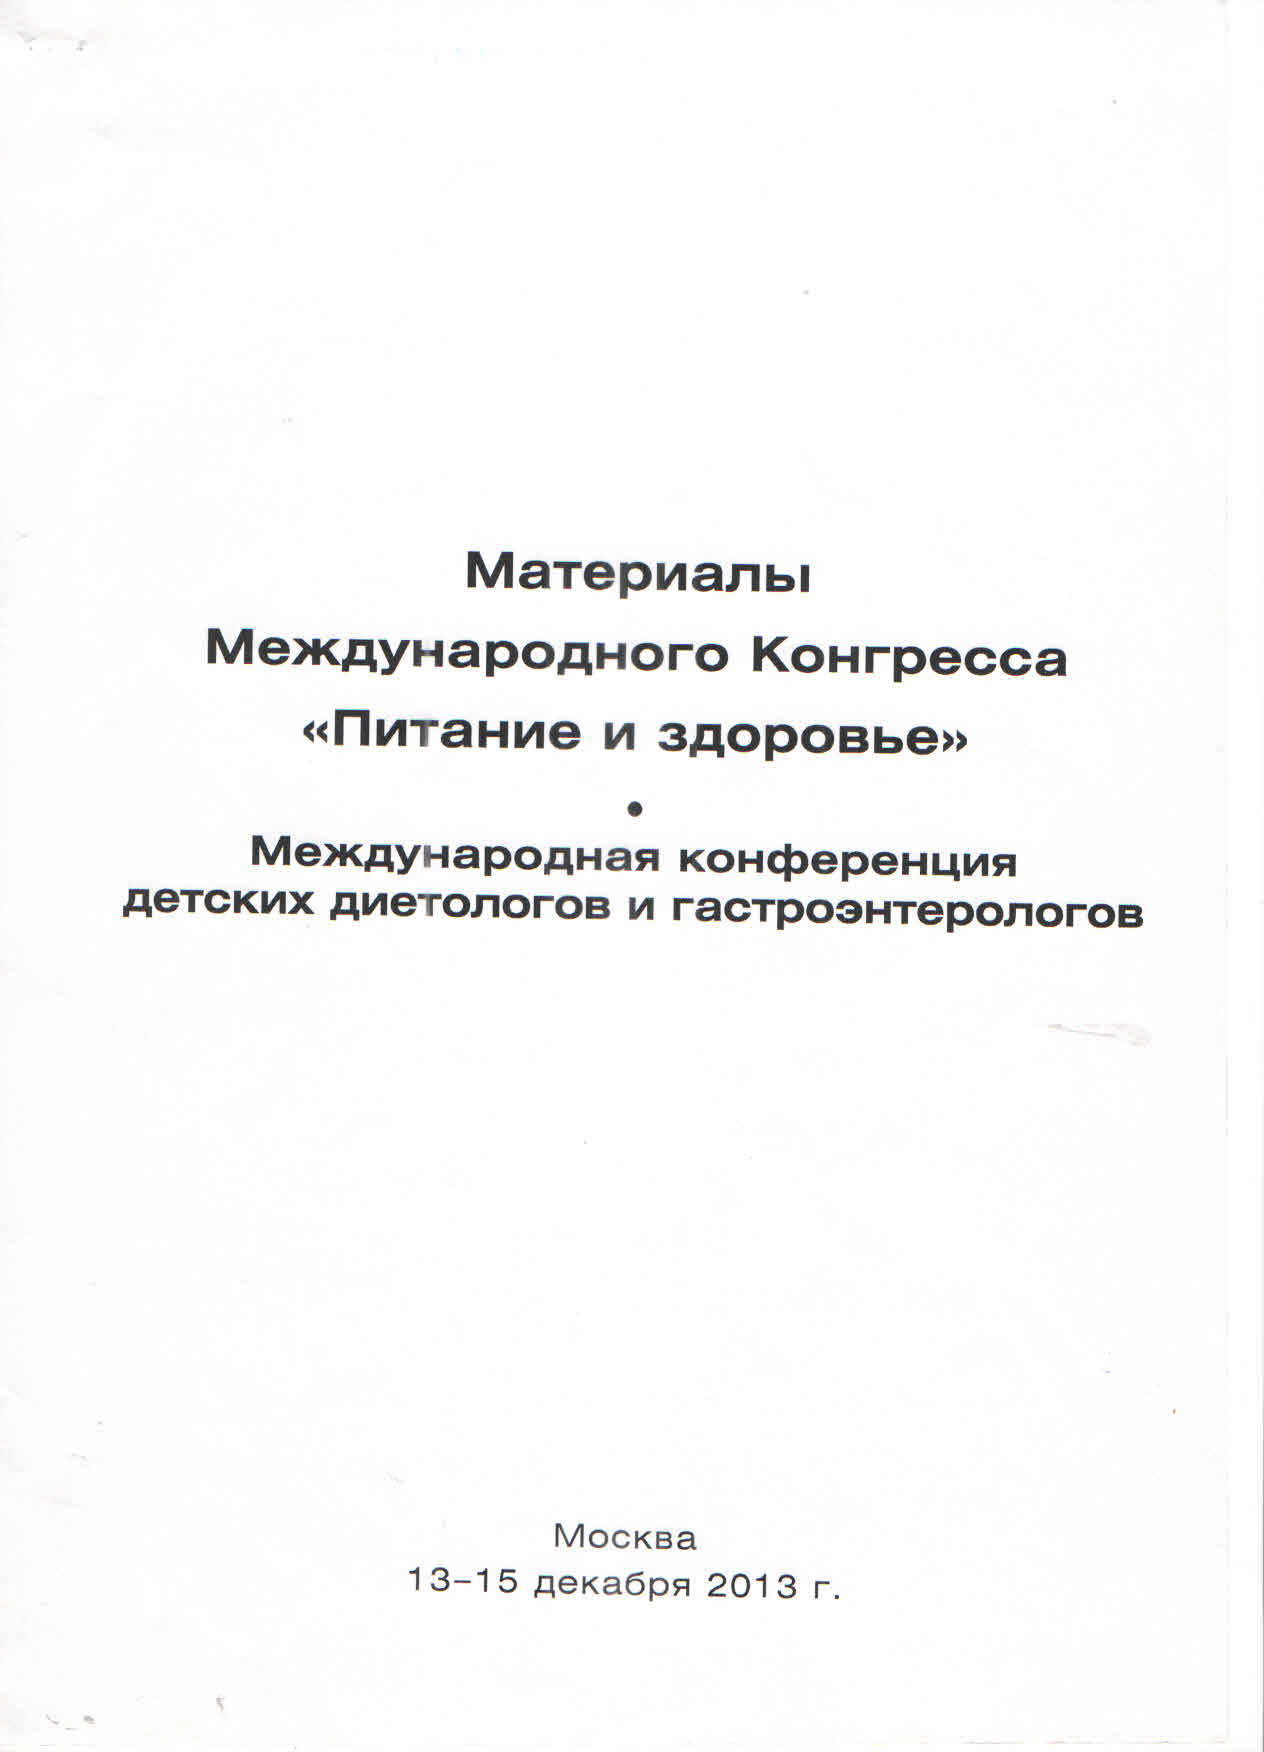 Материалы
Международного Конгресса
«Питание и здоровье»
•
Международная конференция
детских диетологов и гастроэнтерологов
Москва
13–15 декабря 2013 г.